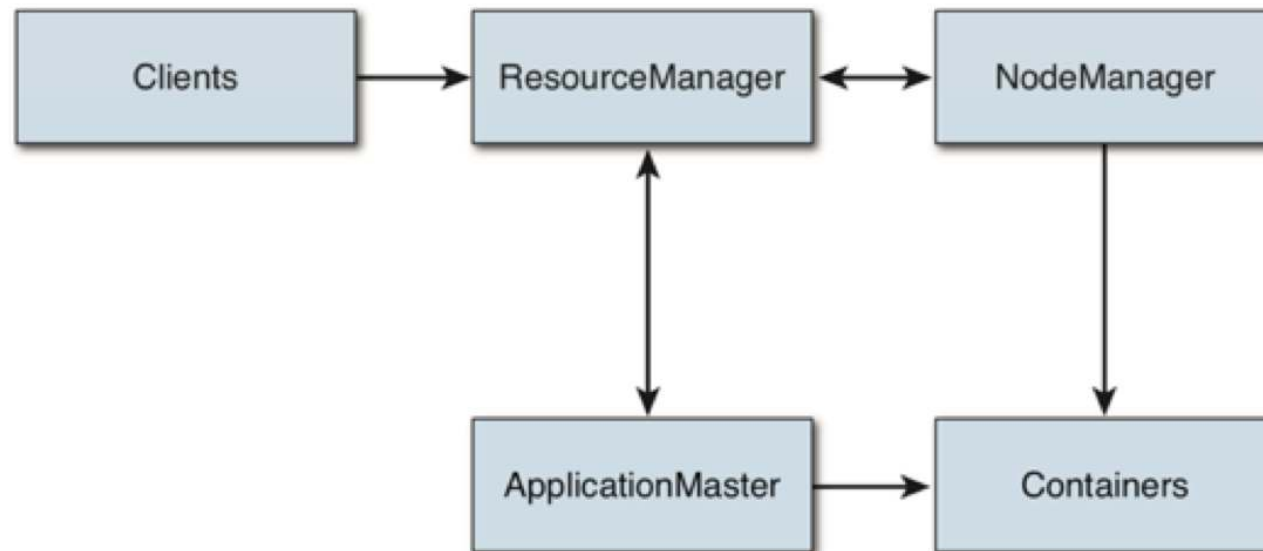 Clients
ResourceManager
NodeManager
ApplicationMaster
Containers